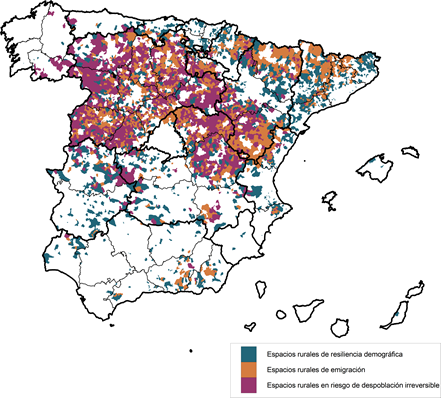 Espacios rurales de resiliencia demográfica
Espacios rurales de emigración
Espacios rurales en riesgo de despoblación irreversible